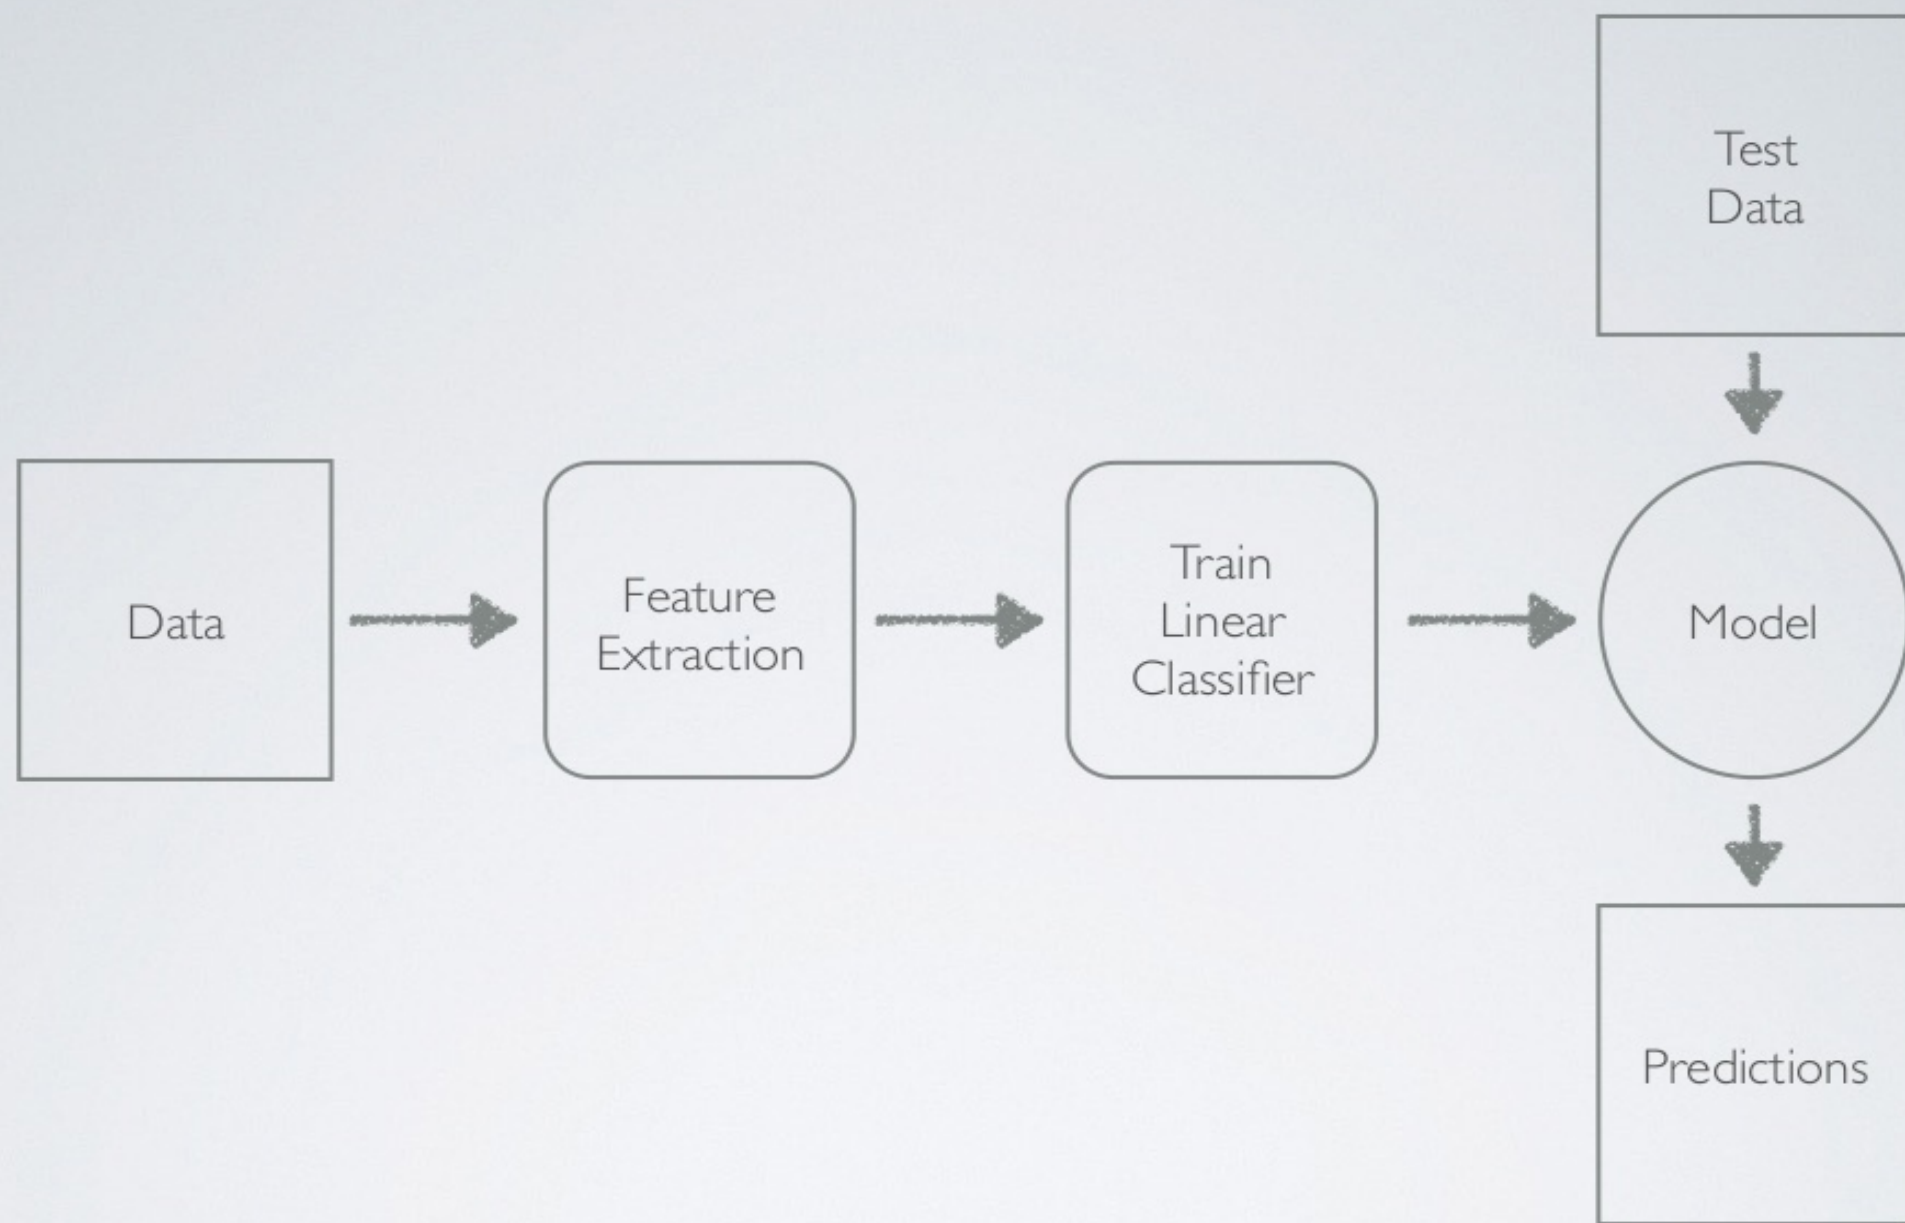 Test
Data
Data
Feature
Extraction
Train
Linear
Classifier
Model
Predictions